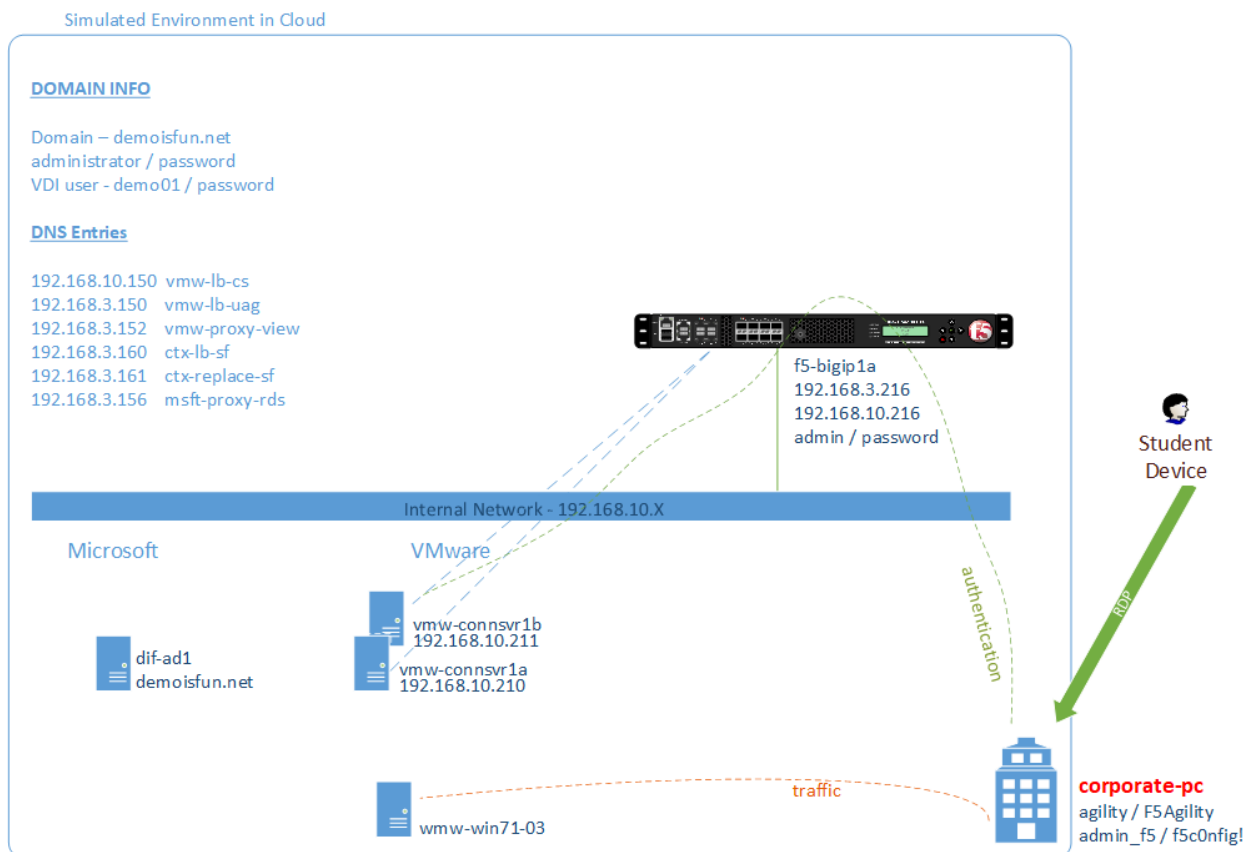 Simulated Environment in Cloud
DOMAIN INFO
Domain – demoisfun.net
administrator / password
VDI user - demo01 / password
DNS Entries
192.168.10.150 vmw-lb-cs
192.168.3.150 vmw-lb-uag
192.168.3.152 vmw-proxy-view
192.168.3.160 ctx-lb-sf
192.168.3.161 ctx-replace-sf
192.168.3.156 msft-proxy-rds
f5
f5-bigip1a
192.168.3.216
192.168.10.216
admin / password
Student
Device
RDP
Internal Network - 192.168.10.X
Microsoft
VMware
authentication
vmw-connsvr1b
192.168.10.211
vmw-connsvr1a
192.168.10.210
dif-ad1
demoisfun.net
traffic
wmw-win71-03
corporate-pc
agility / F5Agility
admin_f5 / f5c0nfig!